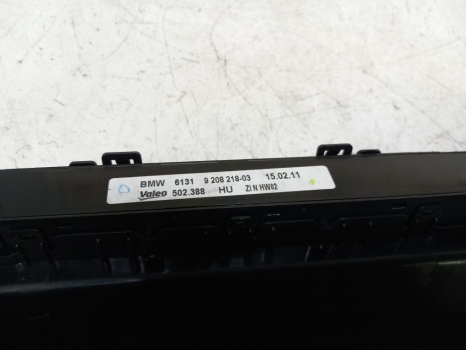 BMW 6131 9 208 218-03 15.02.11
Valeo 502.388 HU ZI N HW02